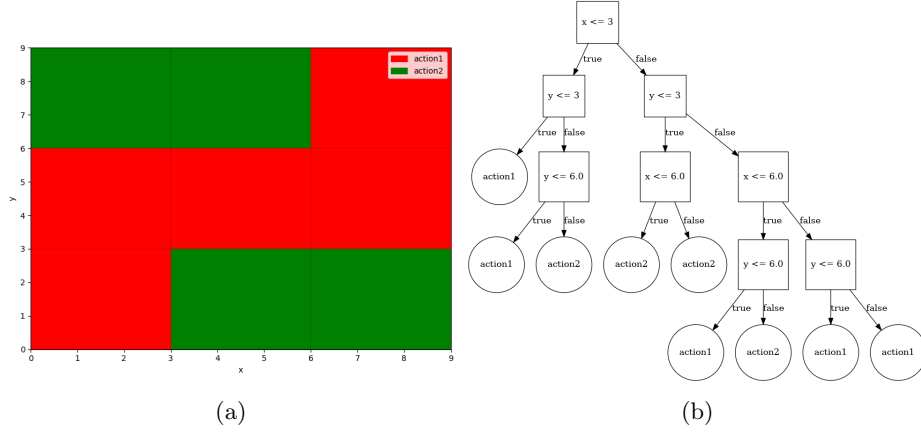 x <= 3
true
false
y <= 3
y <= 3
true
false
true
false
action1
y <= 6.0
x <= 6.0
x <= 6.0
true
false
true
false
true
false
action1
action2
action2
action2
y <= 6.0
y <= 6.0
true
false
true
false
action1
action2
action1
action1
9
8
7
6
5
4
3
2
1
0
y
action1
action2
0 1 2 3 4 5 6 7 8 9
x
(a)
(b)